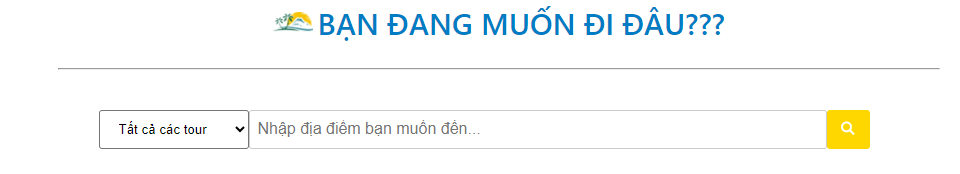 BẠN ĐANG MUỐN ĐI ĐÂU???
Tất cả các tour
Nhập địa điểm bạn muốn đến...